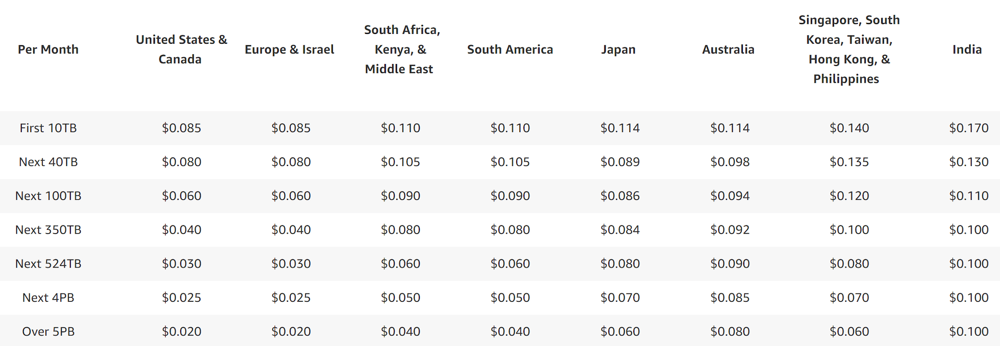 Per Month United States & Canada Europe & Israel South Africa, Kenya, & Middle East South America Japan Australia Singapore, South Korea, Taiwan, Hong Kong, & Philippines India
First 10TB $0.085 $0.085 $0.110 $0.110 $0.114 $0.114 $0.140 $0.170
Next 40TB $0.080 $0.080 $0.105 $0.105 $0.089 $0.098 $0.135 $0.130
Next 100TB $0.060 $0.060 $0.090 $0.090 $0.086 $0.094 $0.120 $0.110
Next 350TB $0.040 $0.040 $0.080 $0.080 $0.084 $0.092 $0.100 $0.100
Next 524TB $0.030 $0.030 $0.060 $0.060 $0.080 $0.090 $0.080 $0.100
Next 4PB $0.025 $0.025 $0.050 $0.050 $0.070 $0.085 $0.070 $0.100
Over 5PB $0.020 $0.020 $0.040 $0.040 $0.060 $0.080 $0.060 $0.100